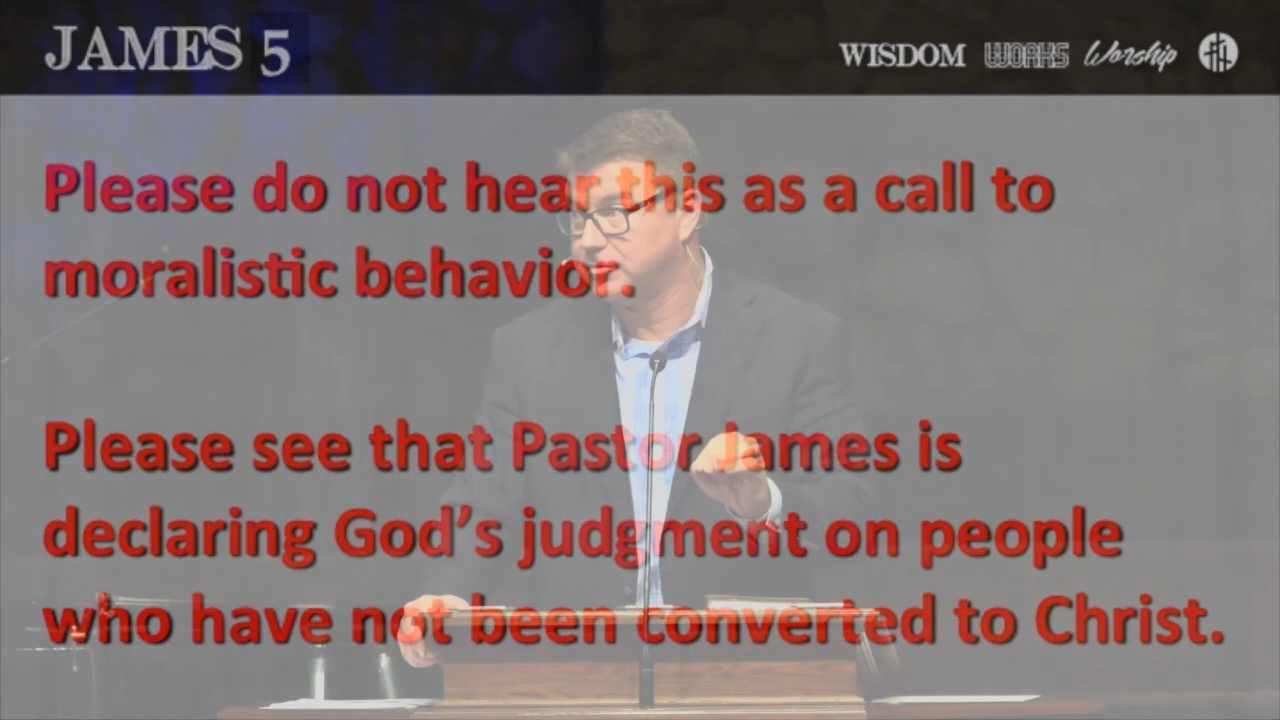 JAMES 5
WISDOM WORKS Worship
Please do not hear this as a call to
moralistic behavior.
Please see that Pastor James is
declaring God’s judgment on people
who have not been converted to Christ.